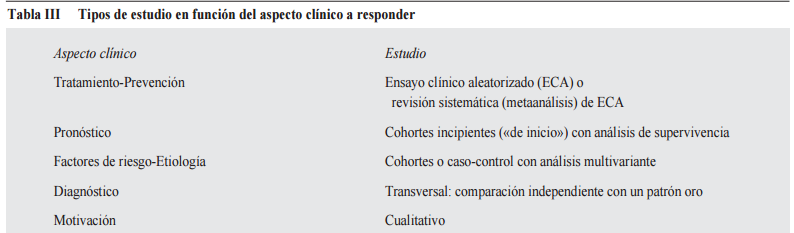 Tabla III Tipos de estudio en función del aspecto clínico a responder
Aspecto clínico Estudio
Tratamiento-Prevención Ensayo clínico aleatorizado (ECA) o
revisión sistemática (metaanálisis) de ECA
Pronóstico Cohortes incipientes («de inicio») con análisis de supervivencia
Factores de riesgo-Etiología Cohortes o caso-control con análisis multivariante
Diagnóstico Transversal: comparación independiente con un patrón oro
Motivación Cualitativo